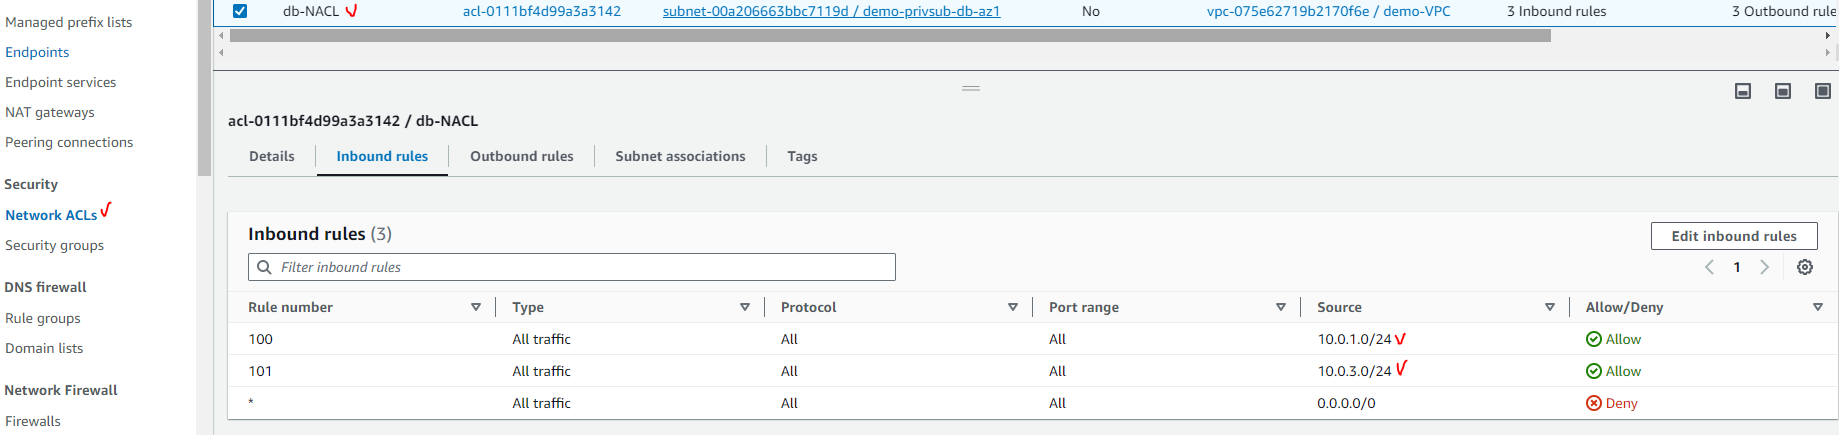 Managed prefix lists
Endpoints
Endpoint services
NAT gateways
Peering connections
Security
Network ACLs
Security groups
DNS firewall
Rule groups
Domain lists
Network Firewall
Firewalls
db-NACL acl-0111bf4d99a3a3142 subnet-00a206663bbc7119d / demo-privsub-db-az1 No vpc-075e62719b2170f6e / demo-VPC 3 Inbound rules 3 Outbound rule
acl-0111bf4d99a3a3142 / db-NACL
Details Inbound rules Outbound rules Subnet associations Tags
Inbound rules (3) Edit inbound rules
Filter inbound rules 1
Rule number Type Protocol Port range Source Allow/Deny
100 All traffic All All 10.0.1.0/24 Allow
101 All traffic All All 10.0.3.0/24 Allow
* All traffic All All 0.0.0.0/0 Deny